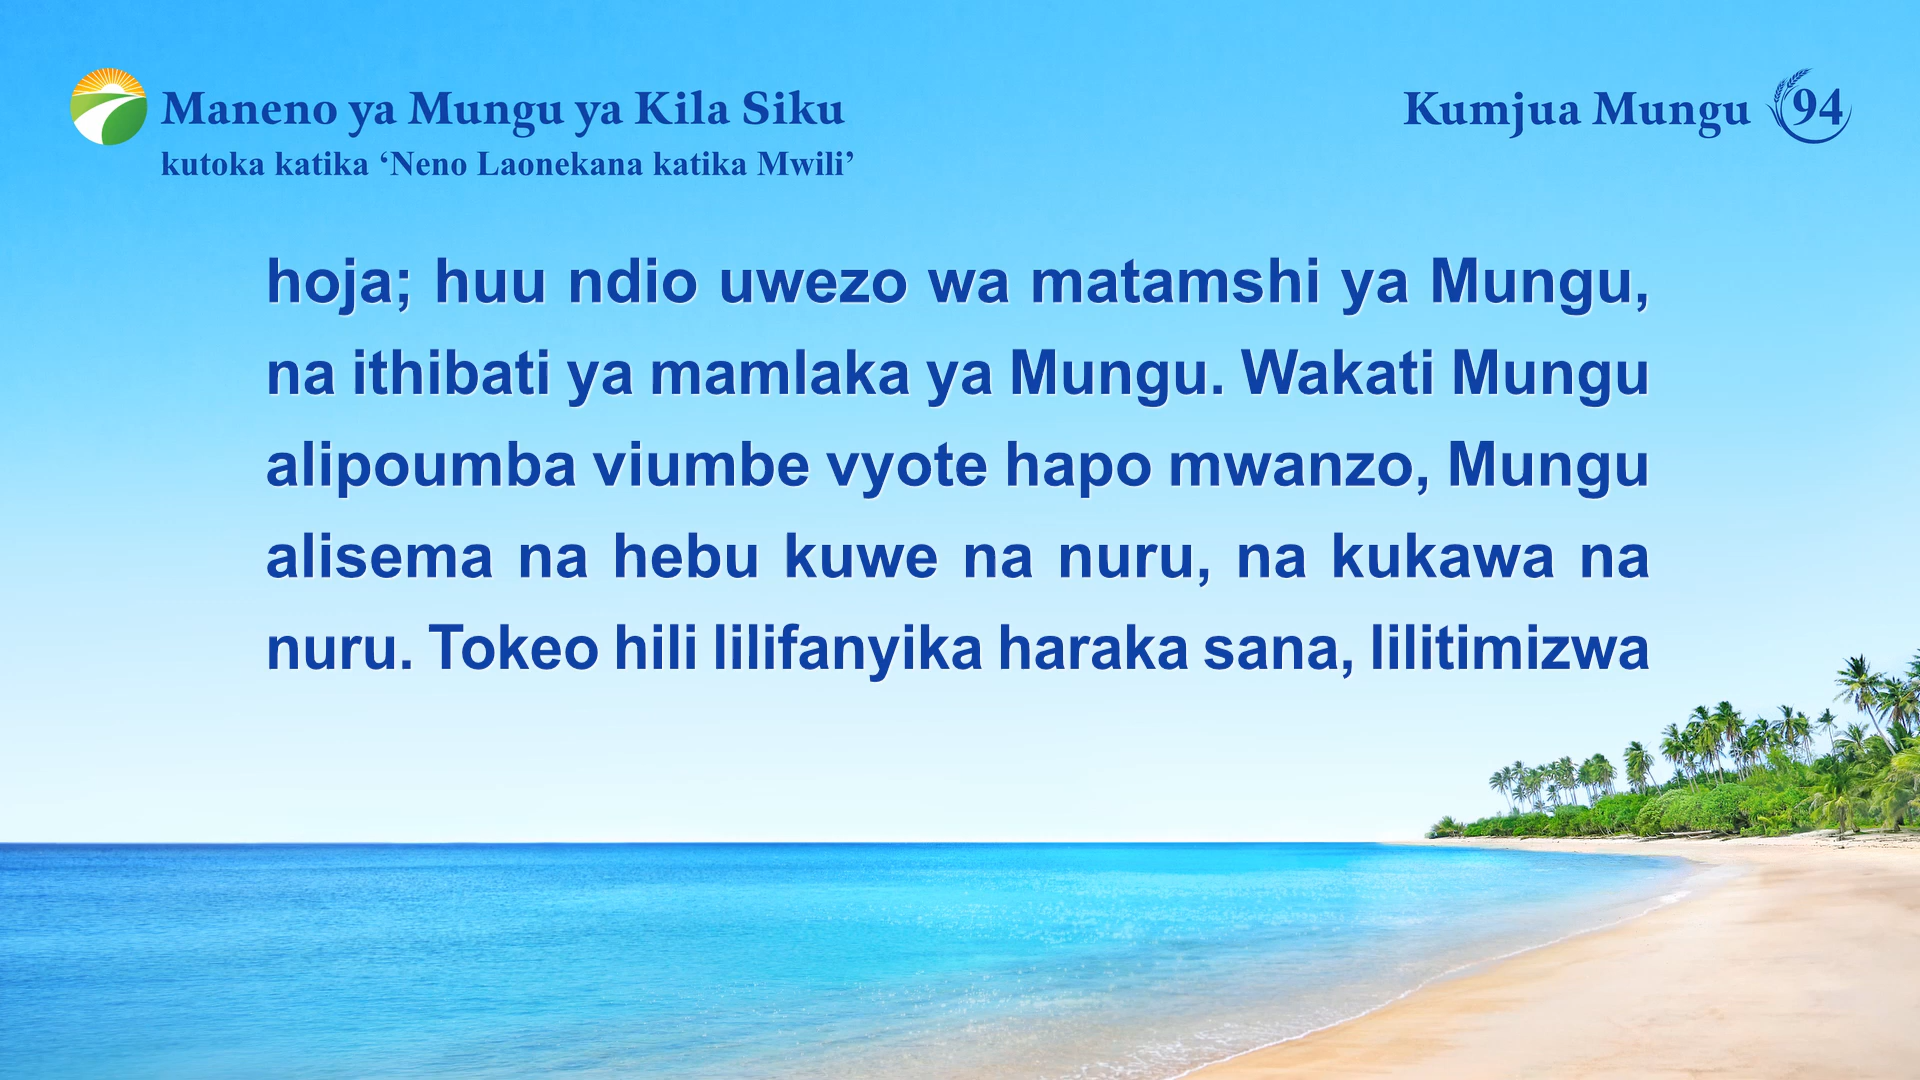 Maneno ya Mungu ya Kila Siku
kutoka katika ‘Neno Laonekana katika Mwili’
Kumjua Mungu 94
hoja; huu ndio uwezo wa matamshi ya Mungu,
na ithibati ya mamlaka ya Mungu. Wakati Mungu
alipoumba viumbe vyote hapo mwanzo, Mungu
alisema na hebu kuwe na nuru, na kukawa na
nuru. Tokeo hili lilifanyika haraka sana, lilitimizwa